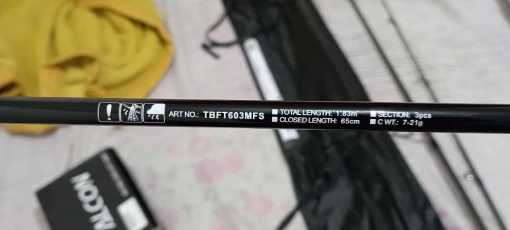 ART NO.: TBFT603MFS
TOTAL LENGTH: 1.83m
CLOSED LENGTH: 65cm
SECTION: 3pcs
C WT.: 7-21g
ALCON